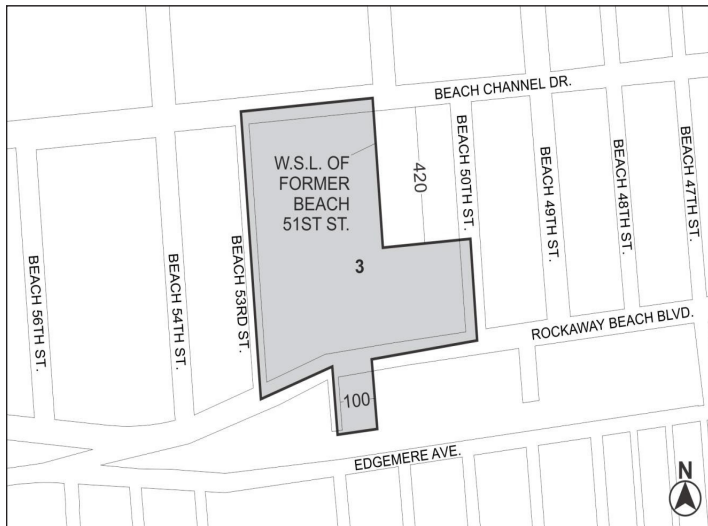 BEACH CHANNEL DR.
W.S.L. OF
FORMER
BEACH
51ST ST.
420
3
BEACH 56TH ST.
BEACH 54TH ST.
BEACH 53RD ST.
BEACH 50TH ST.
BEACH 49TH ST.
BEACH 48TH ST.
BEACH 47TH ST.
ROCKAWAY BEACH BLVD.
100
EDGEMERE AVE.
N